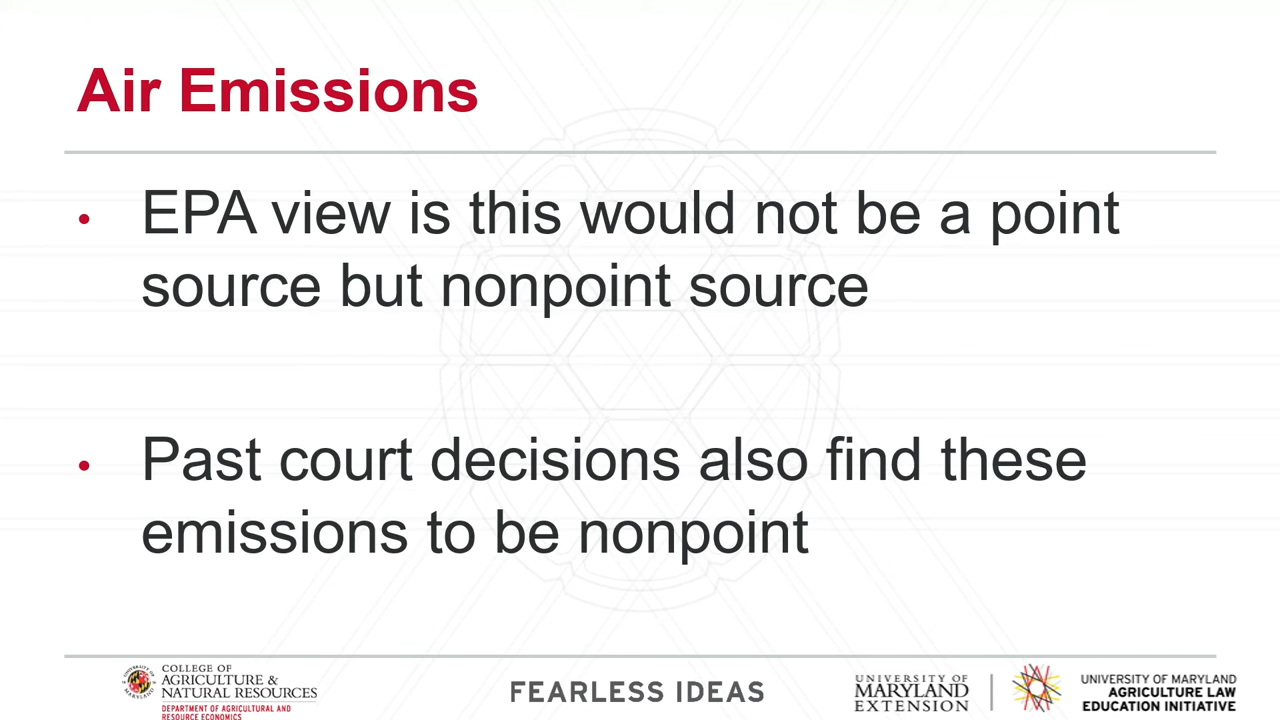 Air Emissions
• EPA view is this would not be a point
source but nonpoint source
• Past court decisions also find these
emissions to be nonpoint
COLLEGE OF
AGRICULTURE &
NATURAL RESOURCES
DEPARTMENT OF AGRICULTURAL AND
RESOURCE ECONOMICS
FEARLESS IDEAS
UNIVERSITY OF
MARYLAND
EXTENSION
UNIVERSITY OF MARYLAND
AGRICULTURE LAW
EDUCATION INITIATIVE